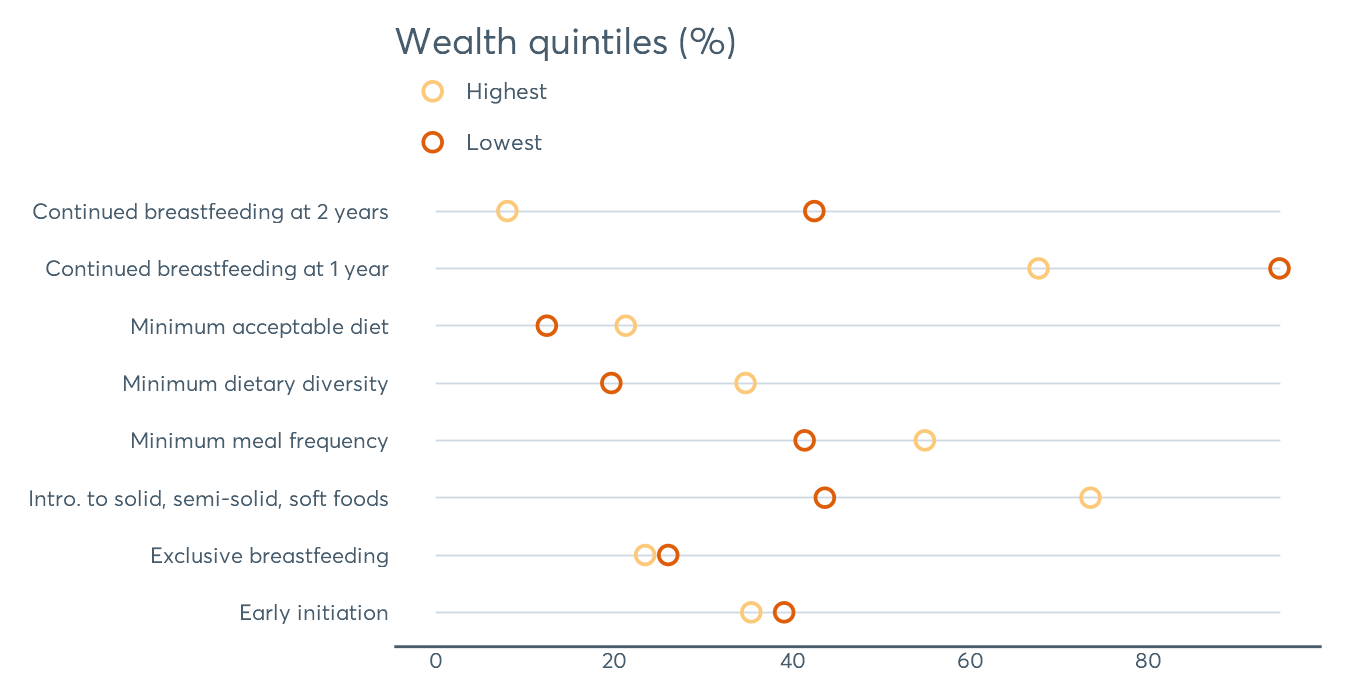 Wealth quintiles (%)
Highest
Lowest
Continued breastfeeding at 2 years
Continued breastfeeding at 1 year
Minimum acceptable diet
Minimum dietary diversity
Minimum meal frequency
Intro. to solid, semi-solid, soft foods
Exclusive breastfeeding
Early initiation
0 20 40 60 80